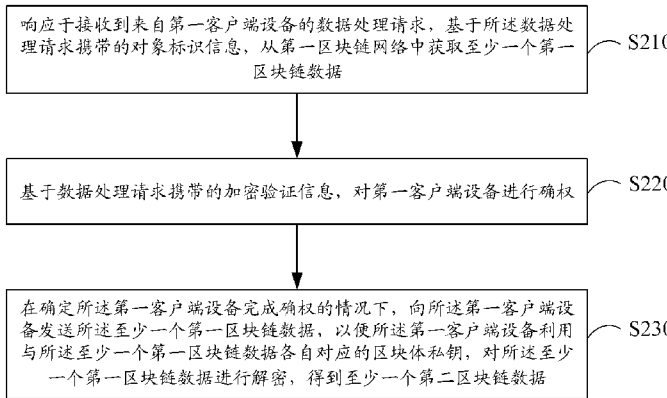 响应于接收到来自第一客户端设备的数据处理请求，基于所述数据处
理请求携带的对象标识信息，从第一区块链网络中获取至少一个第一
区块链数据
S210
基于数据处理请求携带的加密验证信息，对第一客户端设备进行确权
S220
在确定所述第一客户端设备完成确权的情况下，向所述第一客户端设
备发送所述至少一个第一区块链数据，以便所述第一客户端设备利用
与所述至少一个第一区块链数据各自对应的区块体私钥，对所述至少
一个第一区块链数据进行解密，得到至少一个第二区块链数据
S230